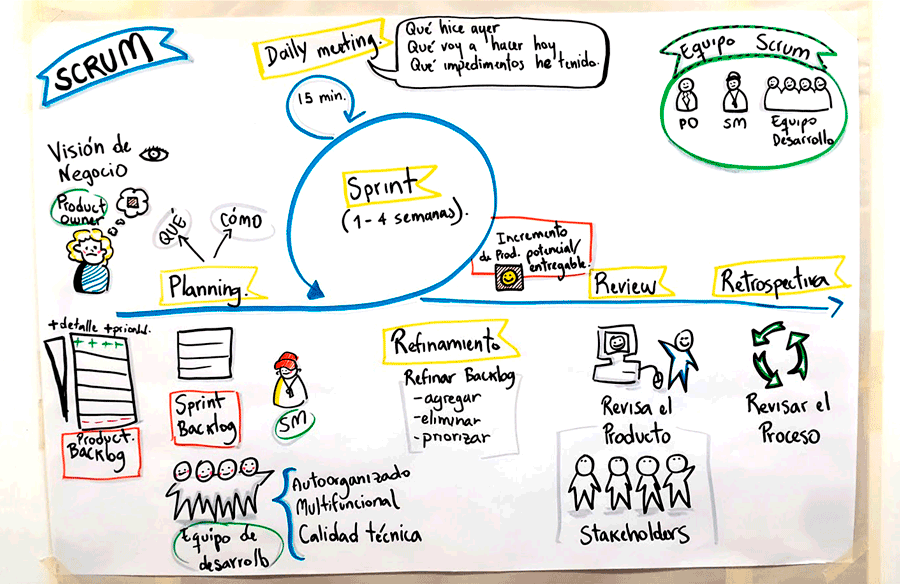 SCRUM
Daily meeting.
Qué hice ayer
Qué voy a hacer hoy
Qué impedimentos he tenido.
15 min.
Equipo Scrum
PO
SM
Equipo
Desarrollo
Visión de
Negocio
Product
owner
QUÉ
CÓMO
Sprint
(1-4 semanas).
Planning.
Incremento
de Prod. potencial/
entregable.
Review
Retrospectiva
+detalle +priorid.
Product.
Backlog
Sprint
Backlog
SM
Refinamiento
Refinar Backlog
-agregar
-eliminar
-priorizar
Revisa el
Producto
Revisar el
Proceso
Equipo de
desarrollo
Autoorganizado
Multifuncional
Calidad técnica
Stakeholders